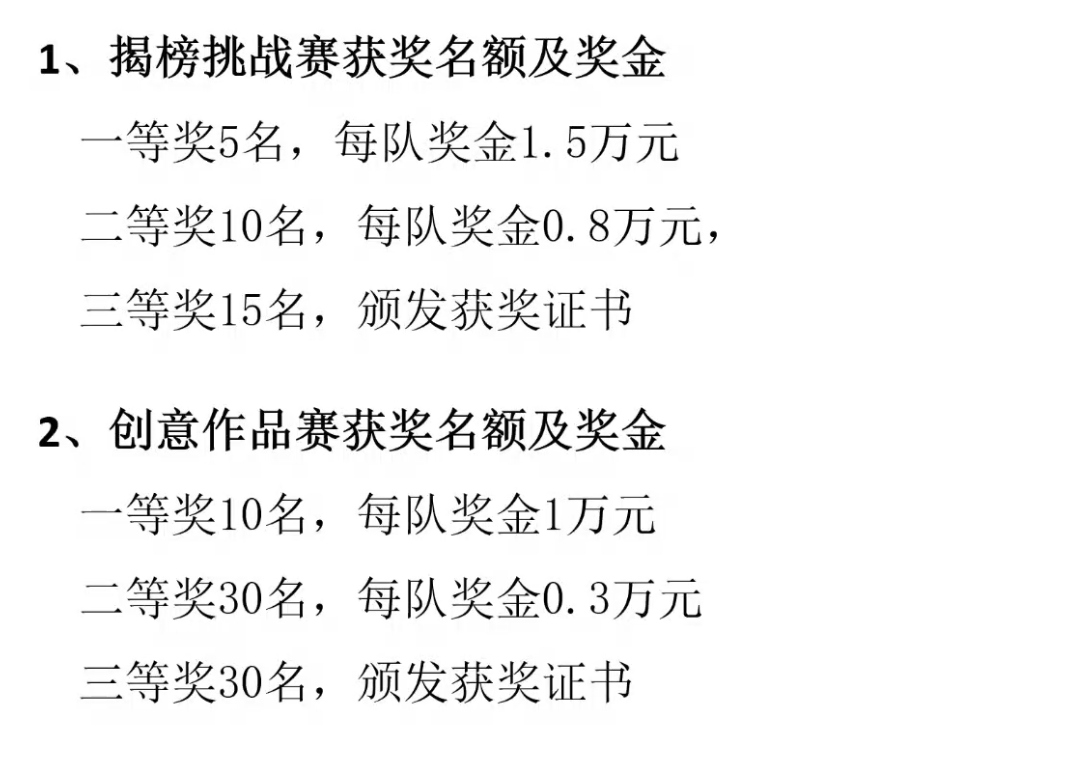 1、揭榜挑战赛获奖名额及奖金
一等奖5名，每队奖金1.5万元
二等奖10名，每队奖金0.8万元，
三等奖15名，颁发获奖证书
2、创意作品赛获奖名额及奖金
一等奖10名，每队奖金1万元
二等奖30名，每队奖金0.3万元
三等奖30名，颁发获奖证书